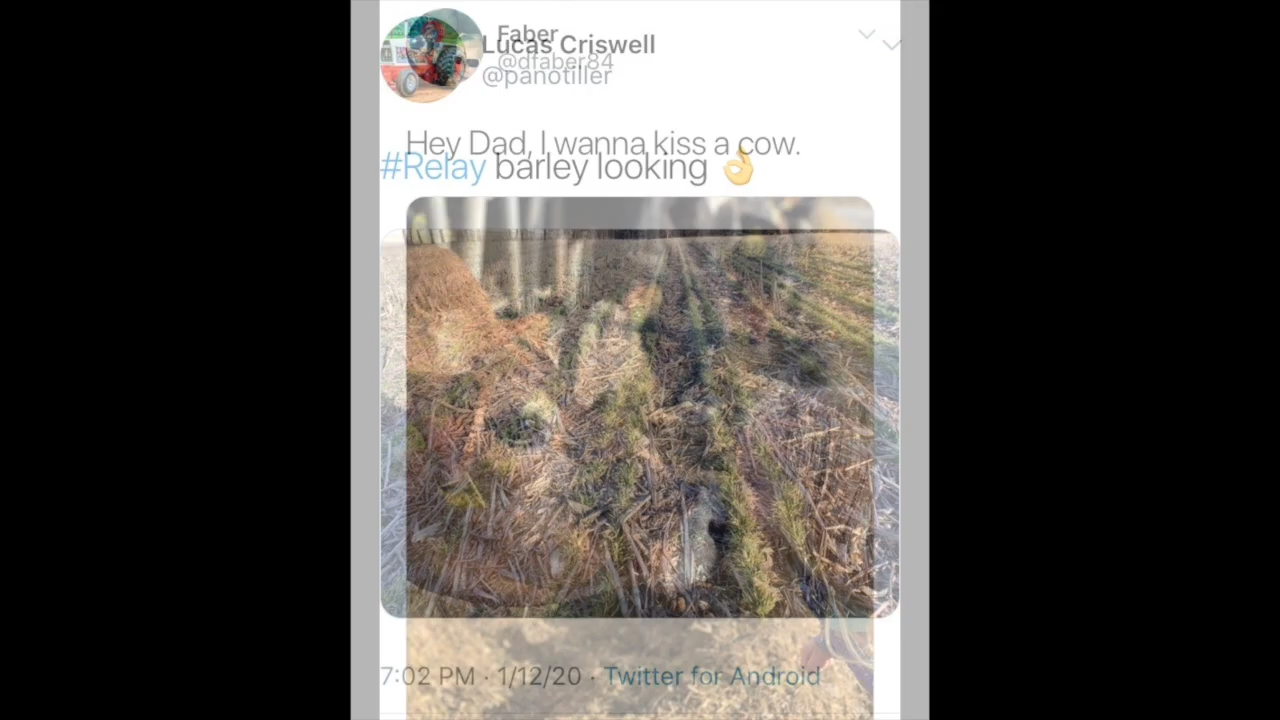 Faber
Lucas Criswell
@dfaber84
@panotiller
Hey Dad, I wanna kiss a cow.
#Relay barley looking 👌
7:02 PM · 1/12/20 · Twitter for Android